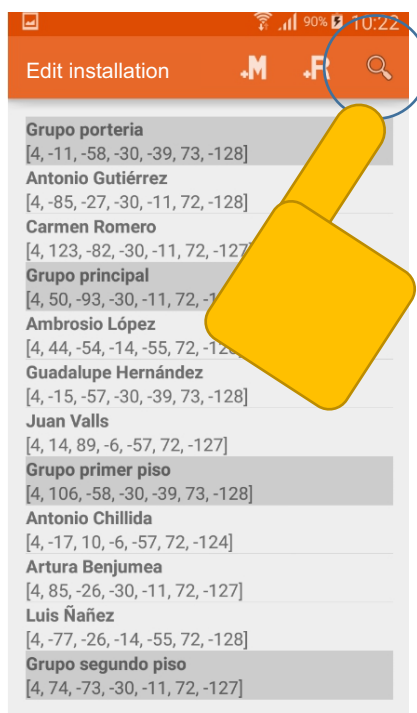 90% 10:22
Edit installation +M +R
Grupo porteria
[4, -11, -58, -30, -39, 73, -128]
Antonio Gutiérrez
[4, -85, -27, -30, -11, 72, -128]
Carmen Romero
[4, 123, -82, -30, -11, 72, -127]
Grupo principal
[4, 50, -93, -30, -11, 72,
Ambrosio López
[4, 44, -54, -14, -55, 72,
Guadalupe Hernández
[4, -15, -57, -30, -39, 73, -128]
Juan Valls
[4, 14, 89, -6, -57, 72, -127]
Grupo primer piso
[4, 106, -58, -30, -39, 73, -128]
Antonio Chillida
[4, -17, 10, -6, -57, 72, -124]
Artura Benjumea
[4, 85, -26, -30, -11, 72, -127]
Luis Ñañez
[4, -77, -26, -14, -55, 72, -128]
Grupo segundo piso
[4, 74, -73, -30, -11, 72, -127]